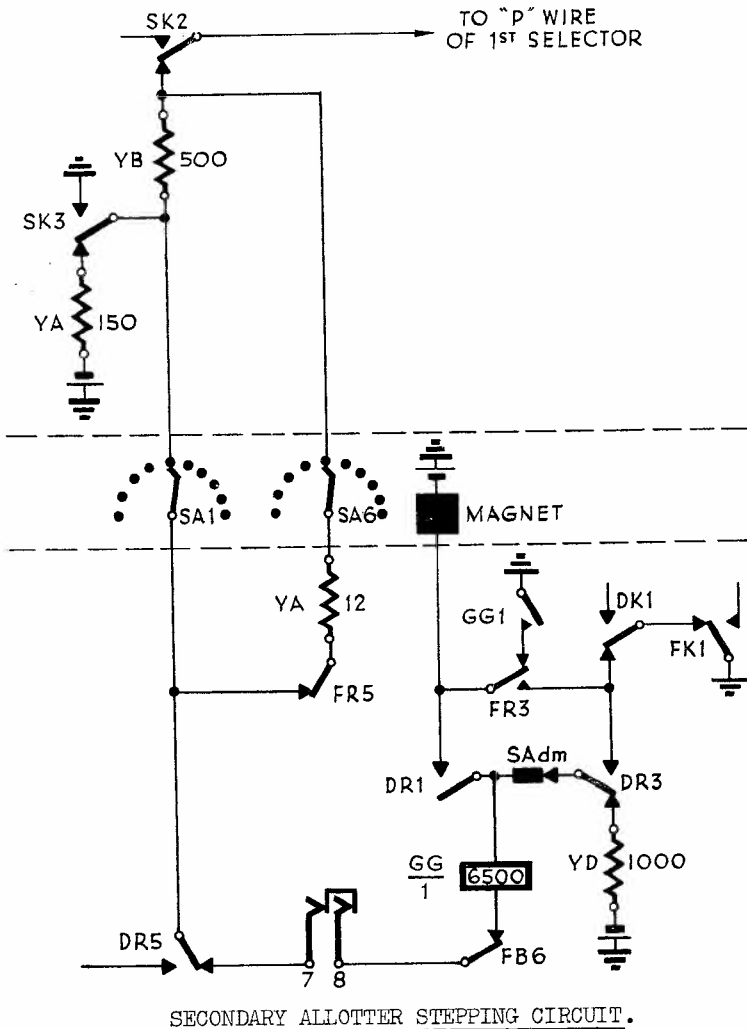 SK2
TO "P" WIRE
OF 1ST SELECTOR
YB 500
SK3
YA 150
SA1
SA6
MAGNET
YA 12
GG1
DK1
FK1
FR5
FR3
SAdm
DR1
DR3
GG
1
6500
YD 1000
DR5
FB6
7 8
SECONDARY ALLOTTER STEPPING CIRCUIT.